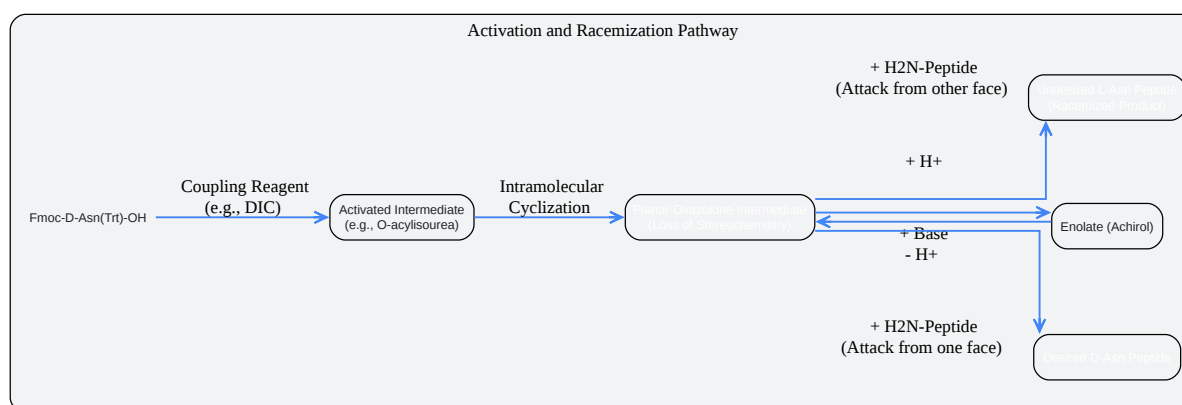 Activation and Racemization Pathway
+ H2N-Peptide
(Attack from other face)
Undesired L-Asn Peptide
(Racemized Product)
+ H+
Coupling Reagent
(e.g., DIC)
Intramolecular
Cyclization
Fmoc-D-Asn(Trt)-OH
Activated Intermediate
(e.g., O-acylisourea)
Planar Oxazolone Intermediate
(Loss of Stereochemistry)
Enolate (Achirol)
+ Base
- H+
+ H2N-Peptide
(Attack from one face)
Desired D-Asn Peptide